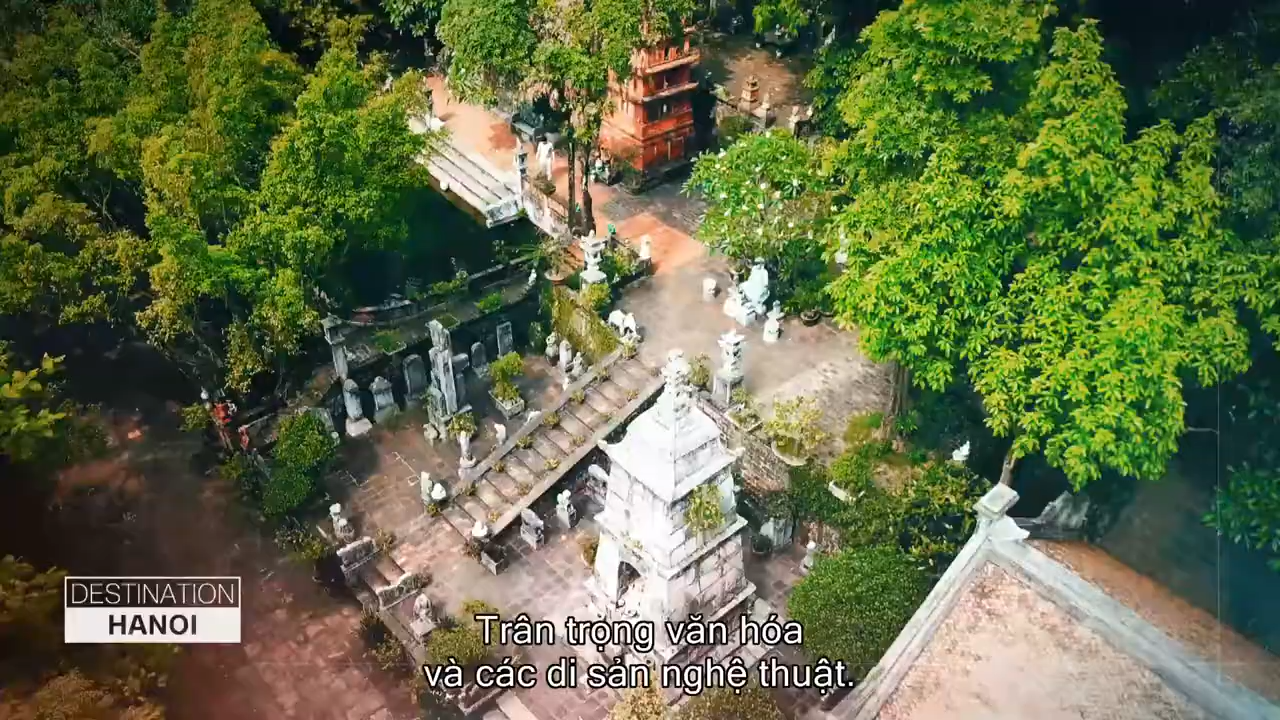 DESTINATION
HANOI
Trân trọng văn hóa
và các di sản nghệ thuật.